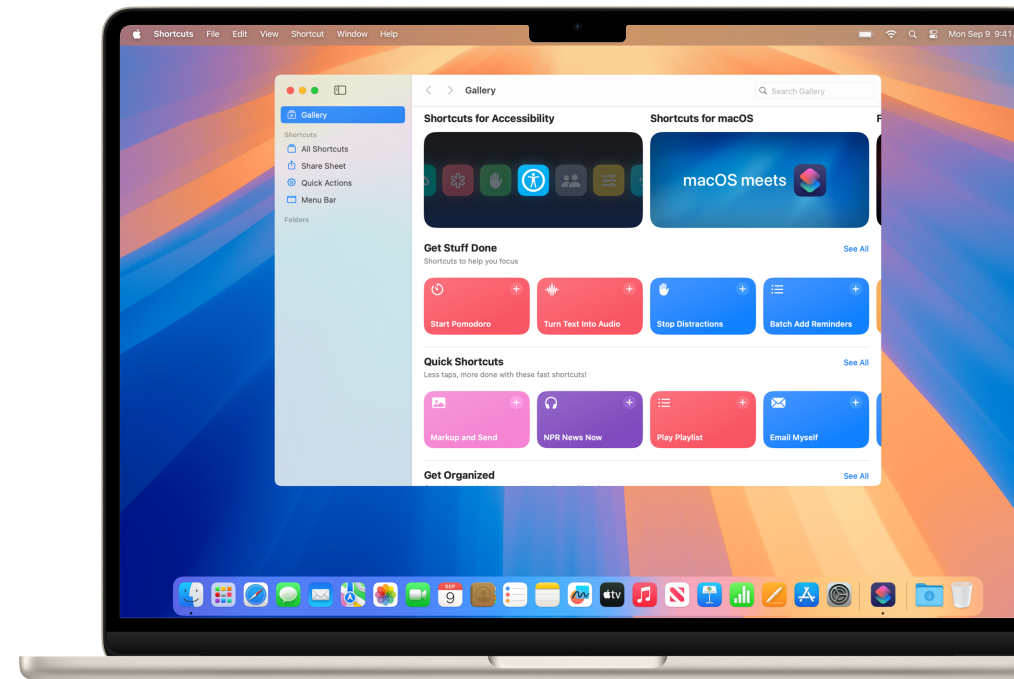 Shortcuts File Edit View Shortcut Window Help Mon Sep 9 9:41
Gallery
Search Gallery
Gallery
Shortcuts
All Shortcuts
Share Sheet
Quick Actions
Menu Bar
Folders
Shortcuts for Accessibility
Shortcuts for macOS
F
macOS meets
Get Stuff Done
See All
Shortcuts to help you focus
Start Pomodoro
Turn Text Into Audio
Stop Distractions
Batch Add Reminders
Quick Shortcuts
See All
Less taps, more done with these fast shortcuts!
Markup and Send
NPR News Now
Play Playlist
Email Myself
Get Organized
See All
SEP
9
tv